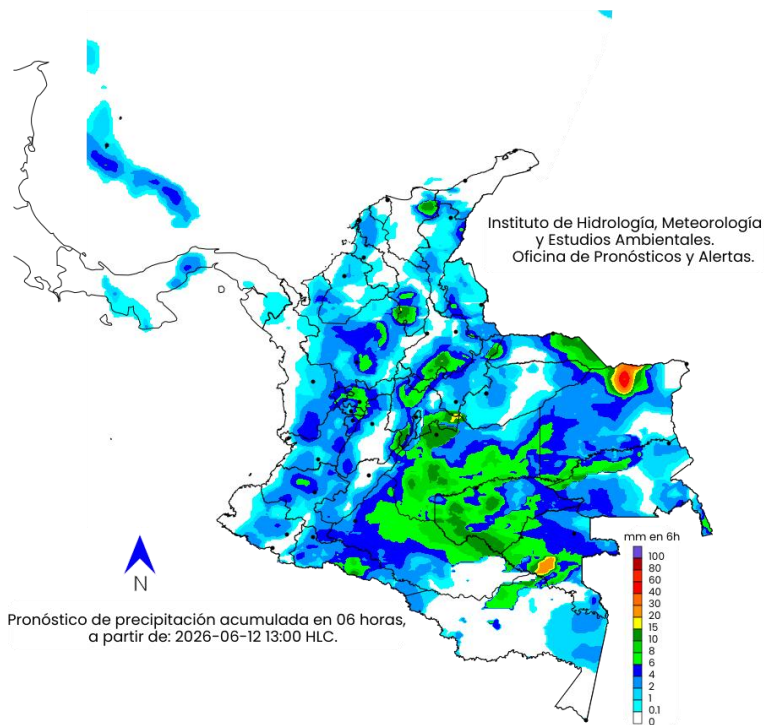 Instituto de Hidrología, Meteorología
y Estudios Ambientales.
Oficina de Pronósticos y Alertas.
mm en 6h
100
80
60
40
30
20
15
10
8
6
4
2
1
0.1
0
N
Pronóstico de precipitación acumulada en 06 horas,
a partir de: 2026-06-12 13:00 HLC.